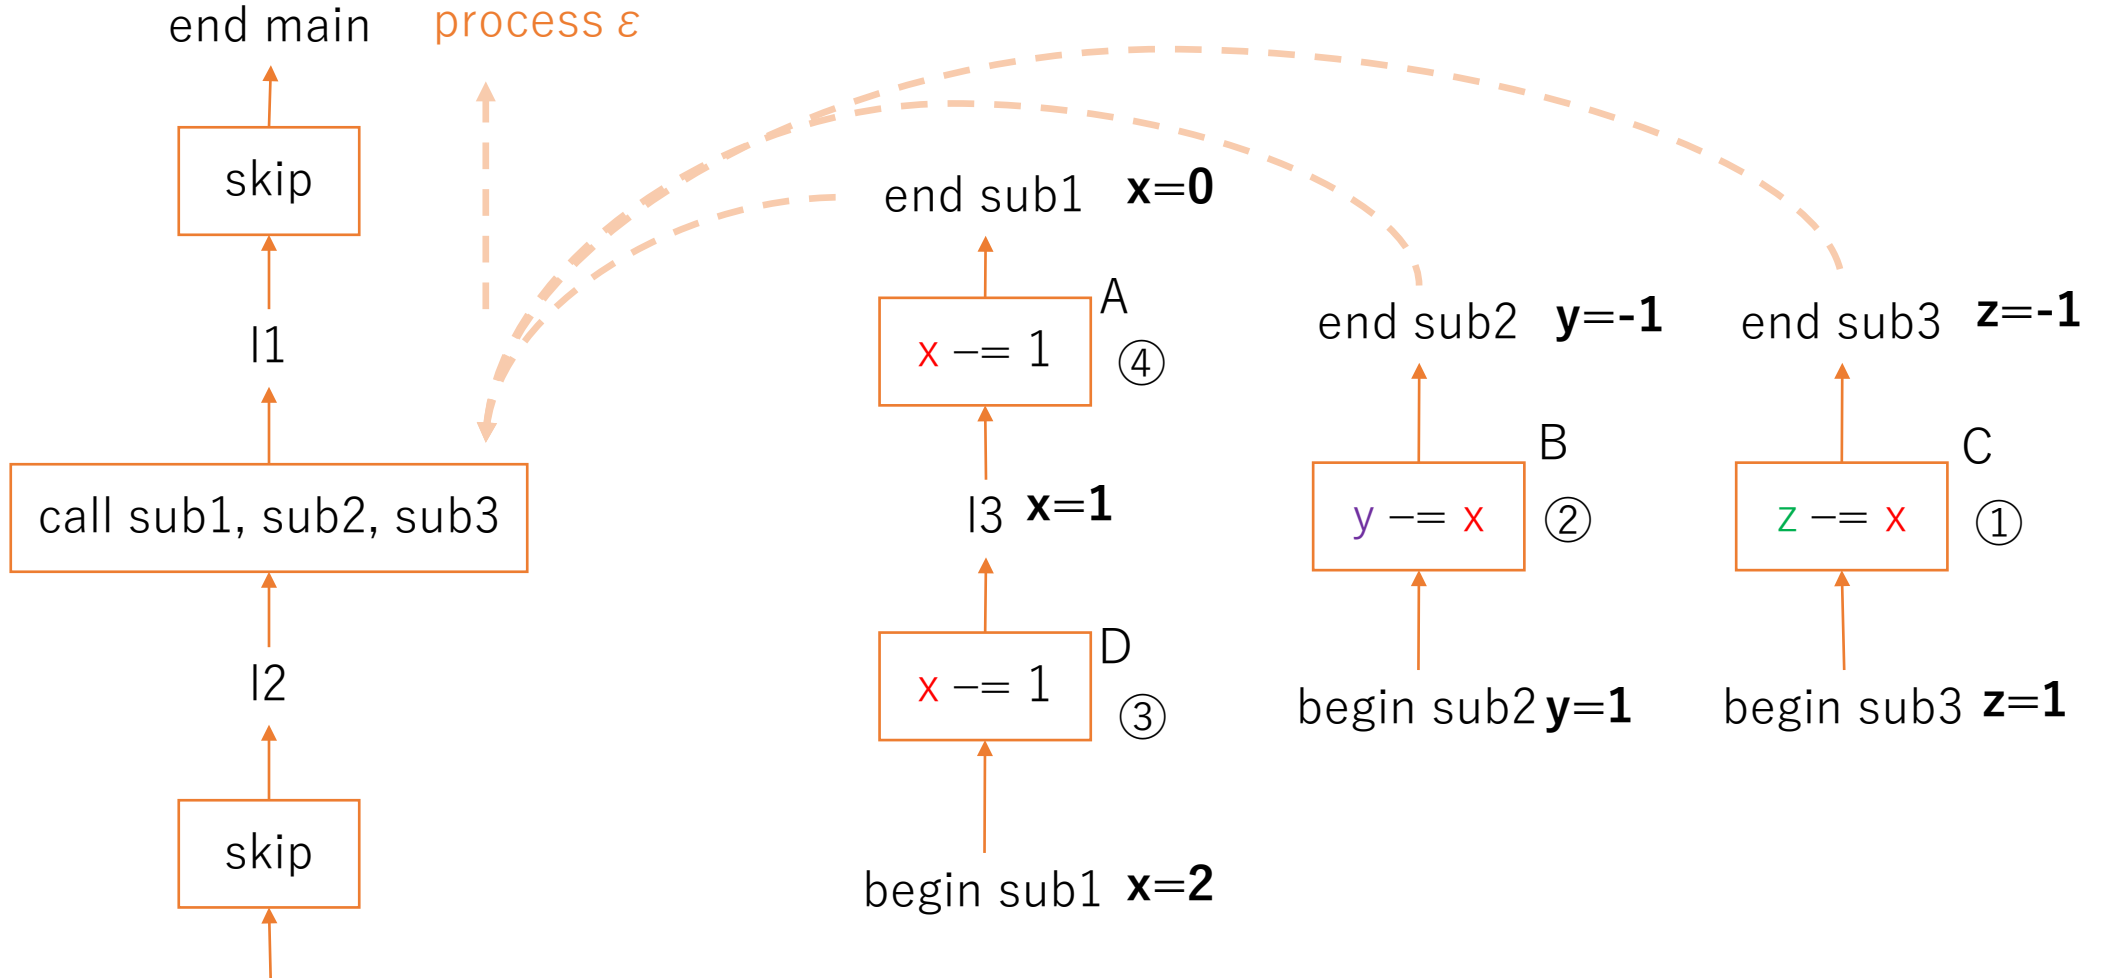 end main
process ε
skip
l1
call sub1, sub2, sub3
l2
skip
end sub1 x=0
A
x −= 1
④
l3 x=1
D
x −= 1
③
begin sub1 x=2
end sub2 y=-1
B
y −= x
②
begin sub2 y=1
end sub3 z=-1
C
z −= x
①
begin sub3 z=1